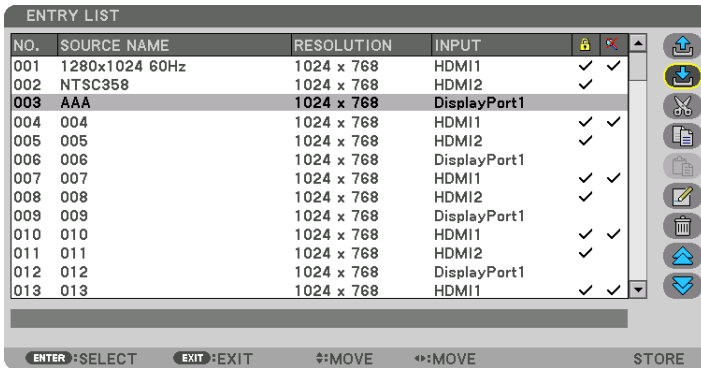 ENTRY LIST
NO. SOURCE NAME RESOLUTION INPUT
001 1280x1024 60Hz 1024 x 768 HDMI1
002 NTSC358 1024 x 768 HDMI2
003 AAA 1024 x 768 DisplayPort1
004 004 1024 x 768 HDMI1
005 005 1024 x 768 HDMI2
006 006 1024 x 768 DisplayPort1
007 007 1024 x 768 HDMI1
008 008 1024 x 768 HDMI2
009 009 1024 x 768 DisplayPort1
010 010 1024 x 768 HDMI1
011 011 1024 x 768 HDMI2
012 012 1024 x 768 DisplayPort1
013 013 1024 x 768 HDMI1
ENTER :SELECT EXIT :EXIT :MOVE :MOVE STORE